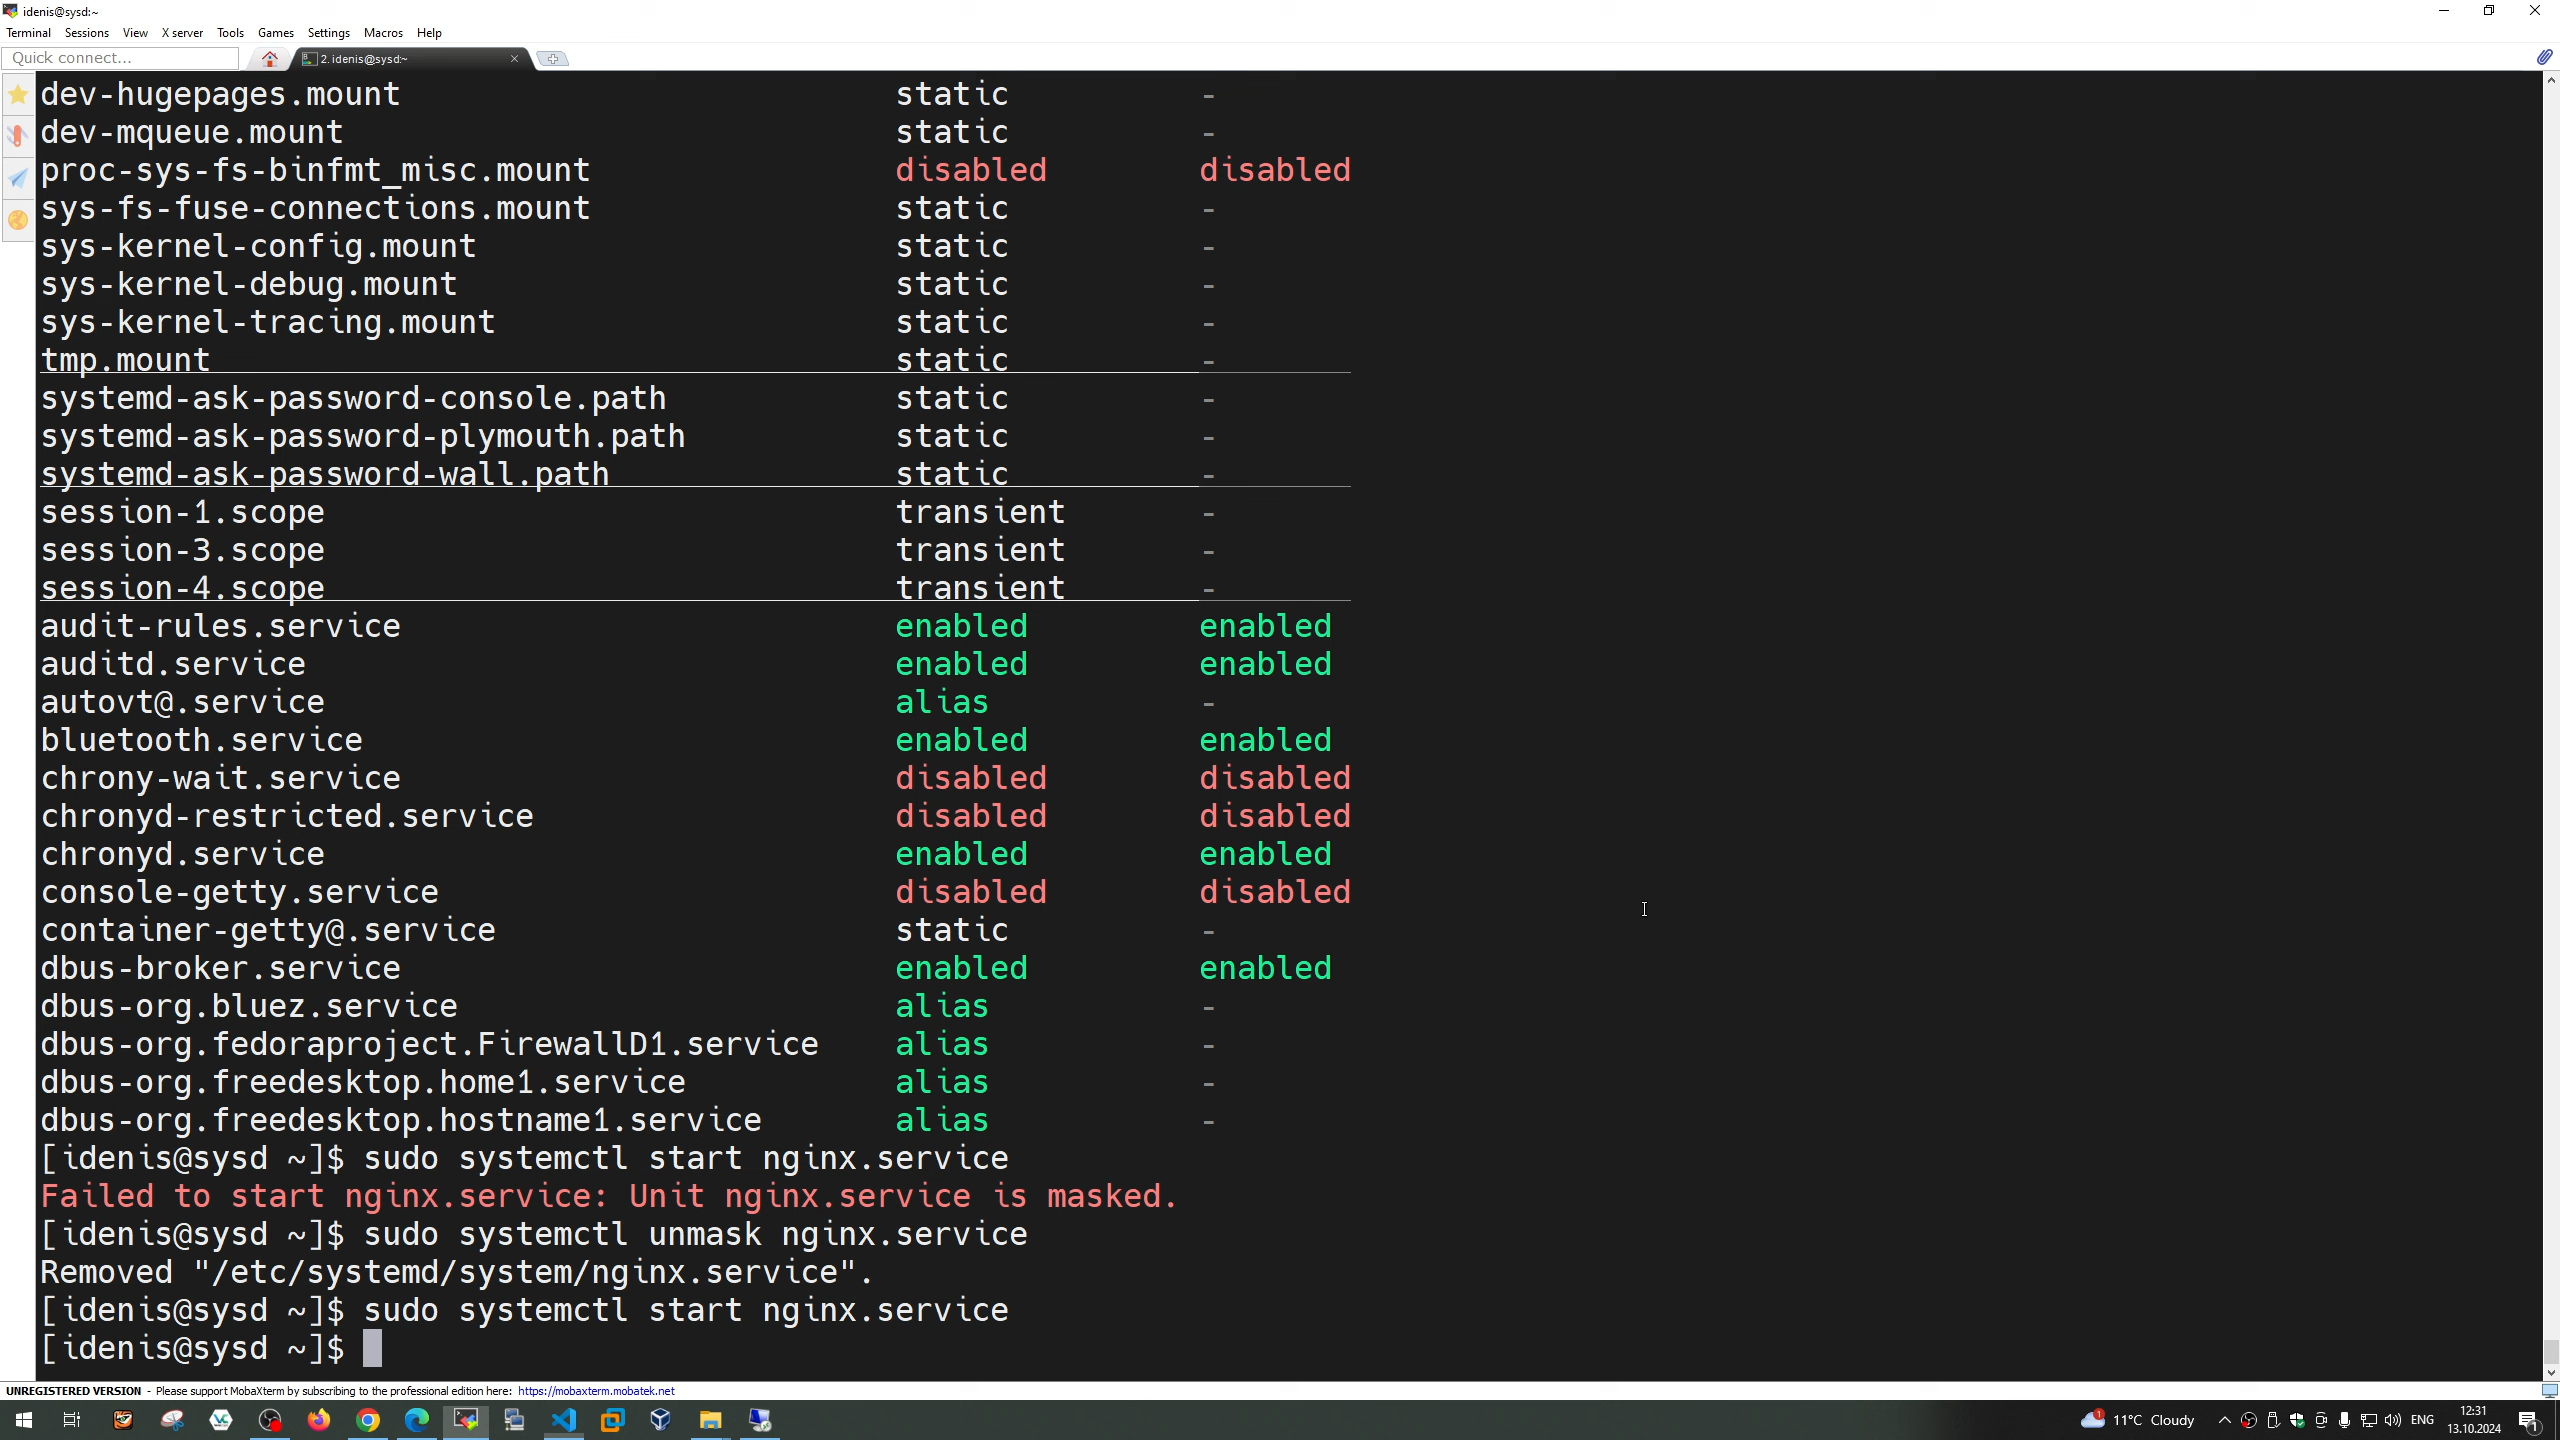 idenis@sysd:~
Terminal Sessions View X server Tools Games Settings Macros Help
Quick connect... 2. idenis@sysd:~
dev-hugepages.mount static -
dev-mqueue.mount static -
proc-sys-fs-binfmt_misc.mount disabled disabled
sys-fs-fuse-connections.mount static -
sys-kernel-config.mount static -
sys-kernel-debug.mount static -
sys-kernel-tracing.mount static -
tmp.mount static -
systemd-ask-password-console.path static -
systemd-ask-password-plymouth.path static -
systemd-ask-password-wall.path static -
session-1.scope transient -
session-3.scope transient -
session-4.scope transient -
audit-rules.service enabled enabled
auditd.service enabled enabled
autovt@.service alias -
bluetooth.service enabled enabled
chrony-wait.service disabled disabled
chronyd-restricted.service disabled disabled
chronyd.service enabled enabled
console-getty.service disabled disabled
container-getty@.service static -
dbus-broker.service enabled enabled
dbus-org.bluez.service alias -
dbus-org.fedoraproject.FirewallD1.service alias -
dbus-org.freedesktop.home1.service alias -
dbus-org.freedesktop.hostname1.service alias -
[idenis@sysd ~]$ sudo systemctl start nginx.service
Failed to start nginx.service: Unit nginx.service is masked.
[idenis@sysd ~]$ sudo systemctl unmask nginx.service
Removed "/etc/systemd/system/nginx.service".
[idenis@sysd ~]$ sudo systemctl start nginx.service
[idenis@sysd ~]$
UNREGISTERED VERSION - Please support MobaXterm by subscribing to the professional edition here: https://mobaxterm.mobatek.net
1 11°C Cloudy ENG 12:31 1
13.10.2024